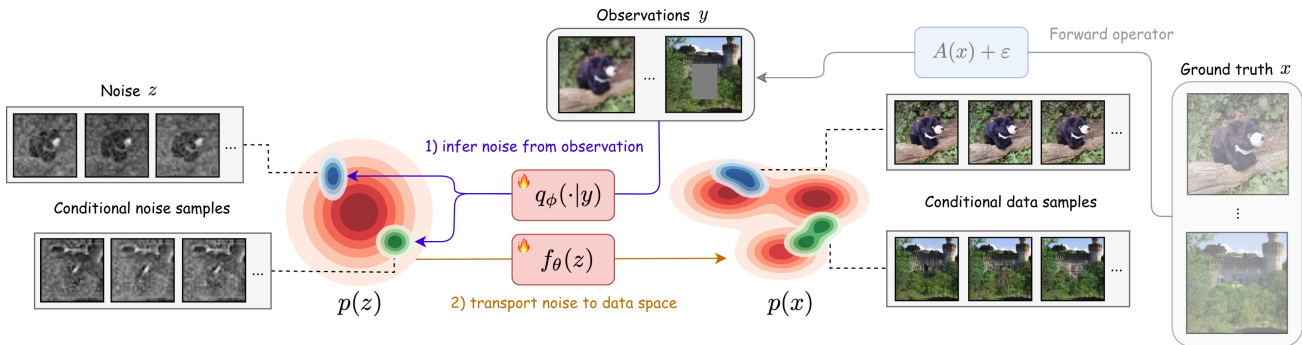 Observations y
...
A(x) + ε
Forward operator
Ground truth x
...
Noise z
...
1) infer noise from observation
...
q_ϕ(·|y)
Conditional noise samples
Conditional data samples
...
f_θ(z)
...
p(z)
2) transport noise to data space
p(x)